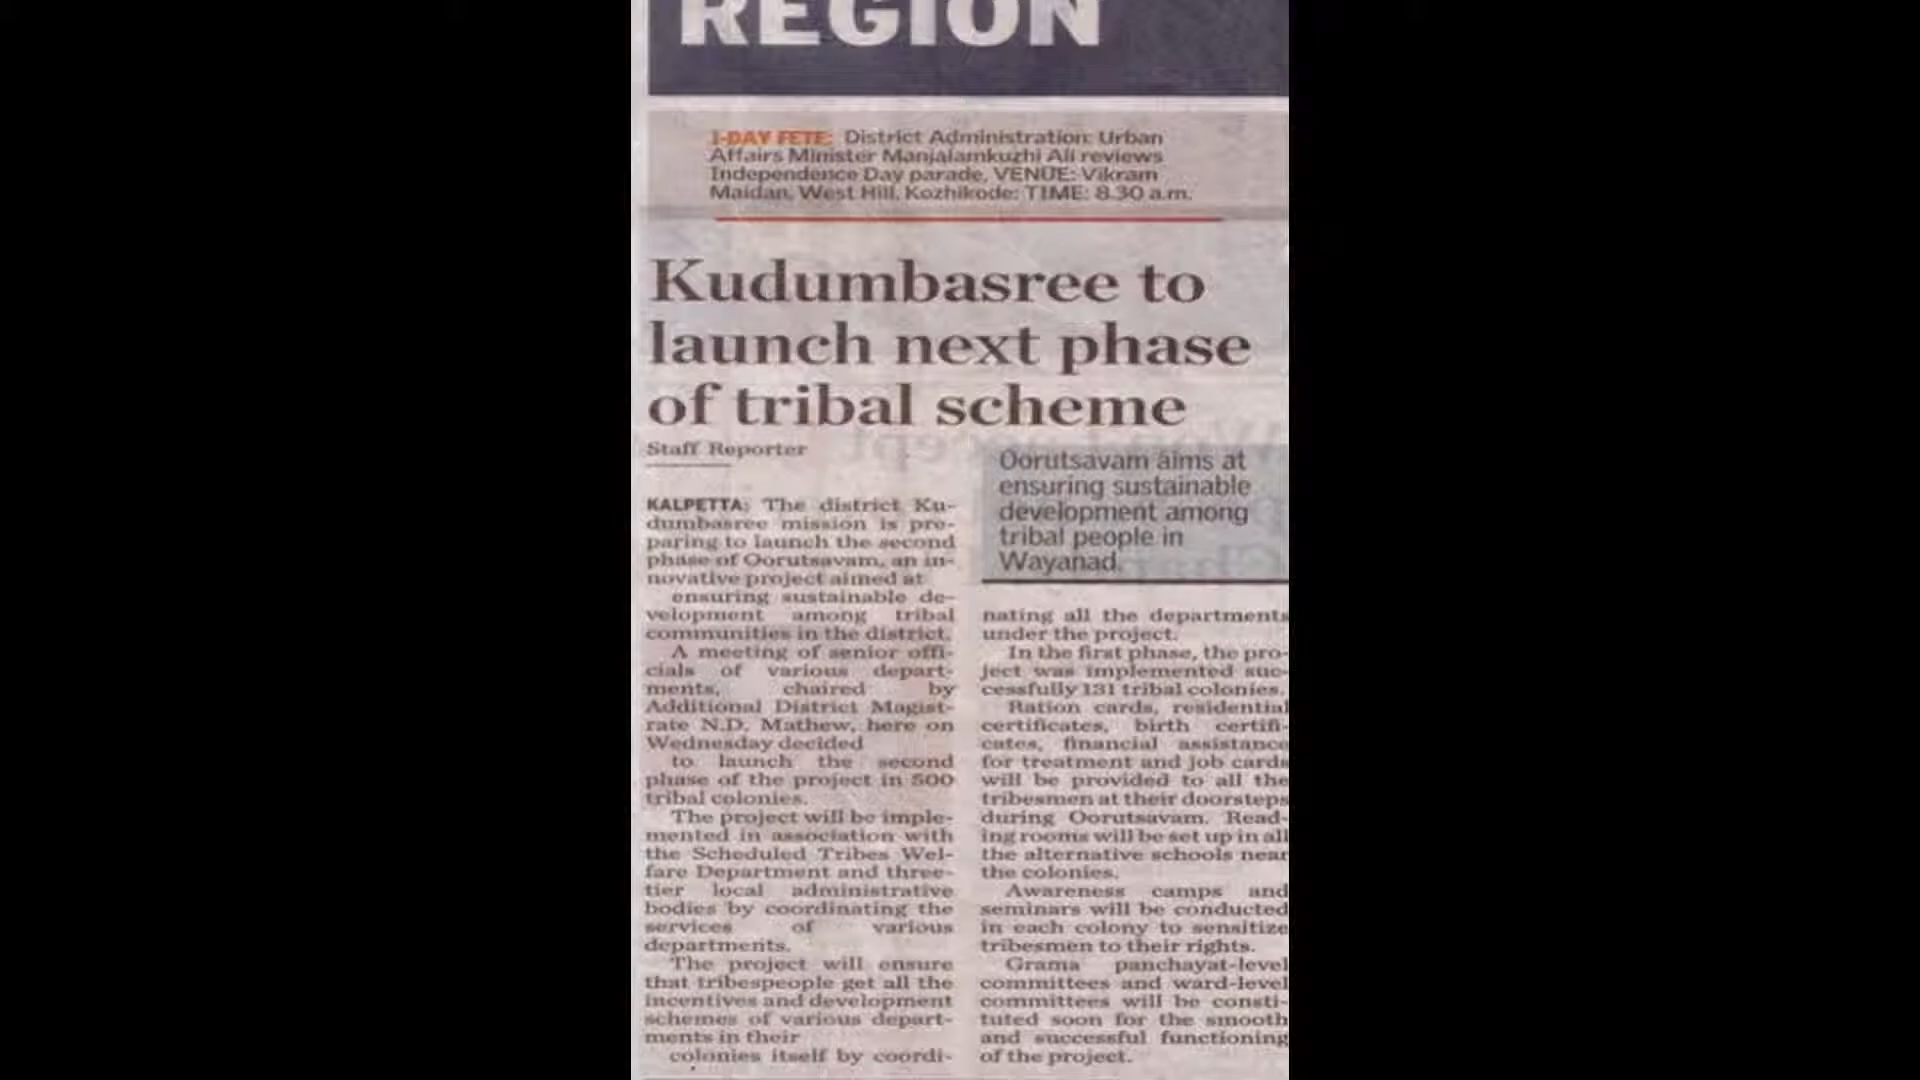 REGION
I-DAY FETE: District Administration: Urban
Affairs Minister Manjalamkuzhi Ali reviews
Independence Day parade, VENUE: Vikram
Maidan, West Hill, Kozhikode: TIME: 8.30 a.m.
Kudumbasree to
launch next phase
of tribal scheme
Staff Reporter
KALPETTA: The district Ku-
dumbasree mission is pre-
paring to launch the second
phase of Oorutsavam, an in-
novative project aimed at
ensuring sustainable de-
velopment among tribal
communities in the district.
A meeting of senior offi-
cials of various depart-
ments, chaired by
Additional District Magist-
rate N.D. Mathew, here on
Wednesday decided
to launch the second
phase of the project in 500
tribal colonies.
The project will be imple-
mented in association with
the Scheduled Tribes Wel-
fare Department and three-
tier local administrative
bodies by coordinating the
services of various
departments.
The project will ensure
that tribespeople get all the
incentives and development
schemes of various depart-
ments in their
colonies itself by coordi-
Oorutsavam aims at
ensuring sustainable
development among
tribal people in
Wayanad.
nating all the departments
under the project.
In the first phase, the pro-
ject was implemented suc-
cessfully 131 tribal colonies.
Ration cards, residential
certificates, birth certifi-
cates, financial assistance
for treatment and job cards
will be provided to all the
tribesmen at their doorsteps
during Oorutsavam. Read-
ing rooms will be set up in all
the alternative schools near
the colonies.
Awareness camps and
seminars will be conducted
in each colony to sensitize
tribesmen to their rights.
Grama panchayat-level
committees and ward-level
committees will be consti-
tuted soon for the smooth
and successful functioning
of the project.